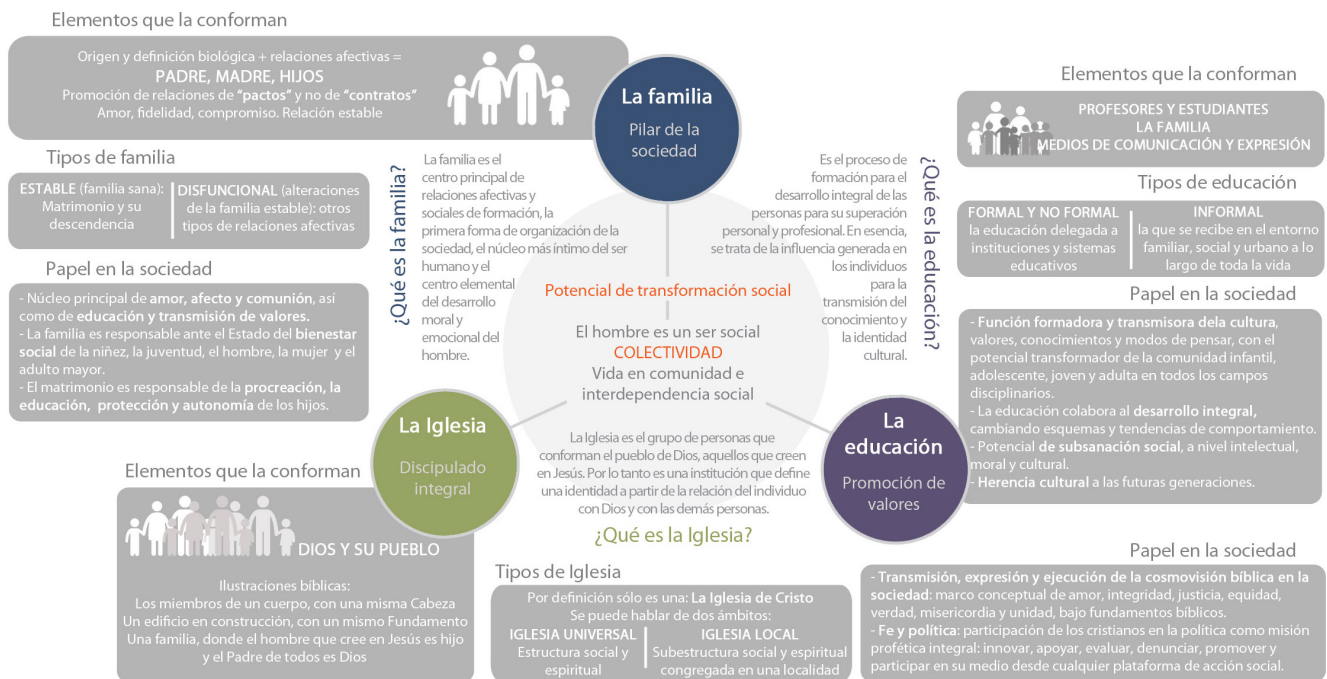 Elementos que la conforman
Origen y definición biológica + relaciones afectivas =
PADRE, MADRE, HIJOS
Promoción de relaciones de "pactos" y no de "contratos"
Amor, fidelidad, compromiso. Relación estable
Tipos de familia
ESTABLE (familia sana):
Matrimonio y su
descendencia
DISFUNCIONAL (alteraciones
de la familia estable): otros
tipos de relaciones afectivas
Papel en la sociedad
- Núcleo principal de amor, afecto y comunión, así
como de educación y transmisión de valores.
- La familia es responsable ante el Estado del bienestar
social de la niñez, la juventud, el hombre, la mujer y el
adulto mayor.
- El matrimonio es responsable de la procreación, la
educación, protección y autonomía de los hijos.
La familia
Pilar de la
sociedad
¿Qué es la familia?
La familia es el
centro principal de
relaciones afectivas y
sociales de formación, la
primera forma de organización de la
sociedad, el núcleo más íntimo del ser
humano y el
centro elemental
del desarrollo
moral y
emocional del
hombre.
Es el proceso de
formación para el
desarrollo integral de las
personas para su superación
personal y profesional. En esencia,
se trata de la influencia generada en
los individuos
para la
transmisión del
conocimiento y
la identidad
cultural.
¿Qué es la educación?
Potencial de transformación social
El hombre es un ser social
COLECTIVIDAD
Vida en comunidad e
interdependencia social
Elementos que la conforman
PROFESORES Y ESTUDIANTES
LA FAMILIA
MEDIOS DE COMUNICACIÓN Y EXPRESIÓN
Tipos de educación
FORMAL Y NO FORMAL
la educación delegada a
instituciones y sistemas
educativos
INFORMAL
la que se recibe en el entorno
familiar, social y urbano a lo
largo de toda la vida
Papel en la sociedad
- Función formadora y transmisora dela cultura,
valores, conocimientos y modos de pensar, con el
potencial transformador de la comunidad infantil,
adolescente, joven y adulta en todos los campos
disciplinarios.
- La educación colabora al desarrollo integral,
cambiando esquemas y tendencias de comportamiento.
- Potencial de subsanación social, a nivel intelectual,
moral y cultural.
- Herencia cultural a las futuras generaciones.
La
educación
Promoción de
valores
La Iglesia
Discipulado
integral
La Iglesia es el grupo de personas que
conforman el pueblo de Dios, aquellos que creen
en Jesús. Por lo tanto es una institución que define
una identidad a partir de la relación del individuo
con Dios y con las demás personas.
¿Qué es la Iglesia?
Elementos que la conforman
DIOS Y SU PUEBLO
Ilustraciones bíblicas:
Los miembros de un cuerpo, con una misma Cabeza
Un edificio en construcción, con un mismo Fundamento
Una familia, donde el hombre que cree en Jesús es hijo
y el Padre de todos es Dios
Tipos de Iglesia
Por definición sólo es una: La Iglesia de Cristo
Se puede hablar de dos ámbitos:
IGLESIA UNIVERSAL
Estructura social y
espiritual
IGLESIA LOCAL
Subestructura social y espiritual
congregada en una localidad
Papel en la sociedad
- Transmisión, expresión y ejecución de la cosmovisión bíblica en la
sociedad: marco conceptual de amor, integridad, justicia, equidad,
verdad, misericordia y unidad, bajo fundamentos bíblicos.
- Fe y política: participación de los cristianos en la política como misión
profética integral: innovar, apoyar, evaluar, denunciar, promover y
participar en su medio desde cualquier plataforma de acción social.